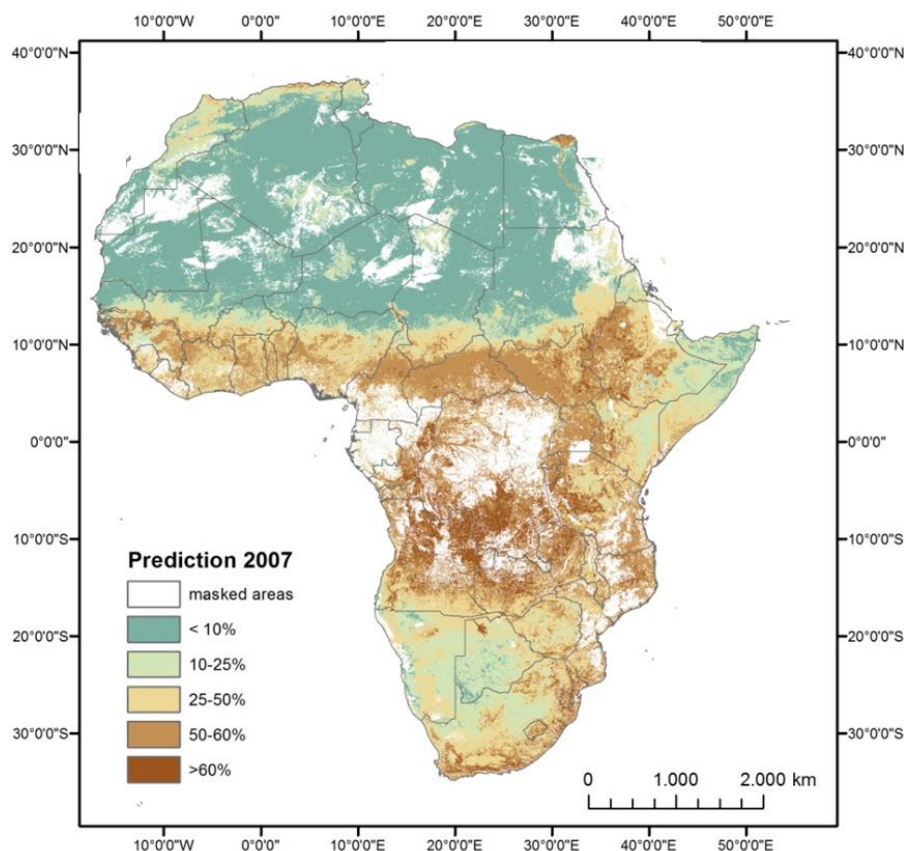 10°0'0"W 0°0'0"E 10°0'0"E 20°0'0"E 30°0'0"E 40°0'0"E 50°0'0"E
40°0'0"N 40°0'0"N
30°0'0"N 30°0'0"N
20°0'0"N 20°0'0"N
10°0'0"N 10°0'0"N
0°0'0" 0°0'0"
10°0'0"S 10°0'0"S
Prediction 2007
masked areas
< 10%
20°0'0"S 20°0'0"S
10-25%
25-50%
50-60%
30°0'0"S 30°0'0"S
>60%
0 1.000 2.000 km
10°0'0"W 0°0'0"E 10°0'0"E 20°0'0"E 30°0'0"E 40°0'0"E 50°0'0"E